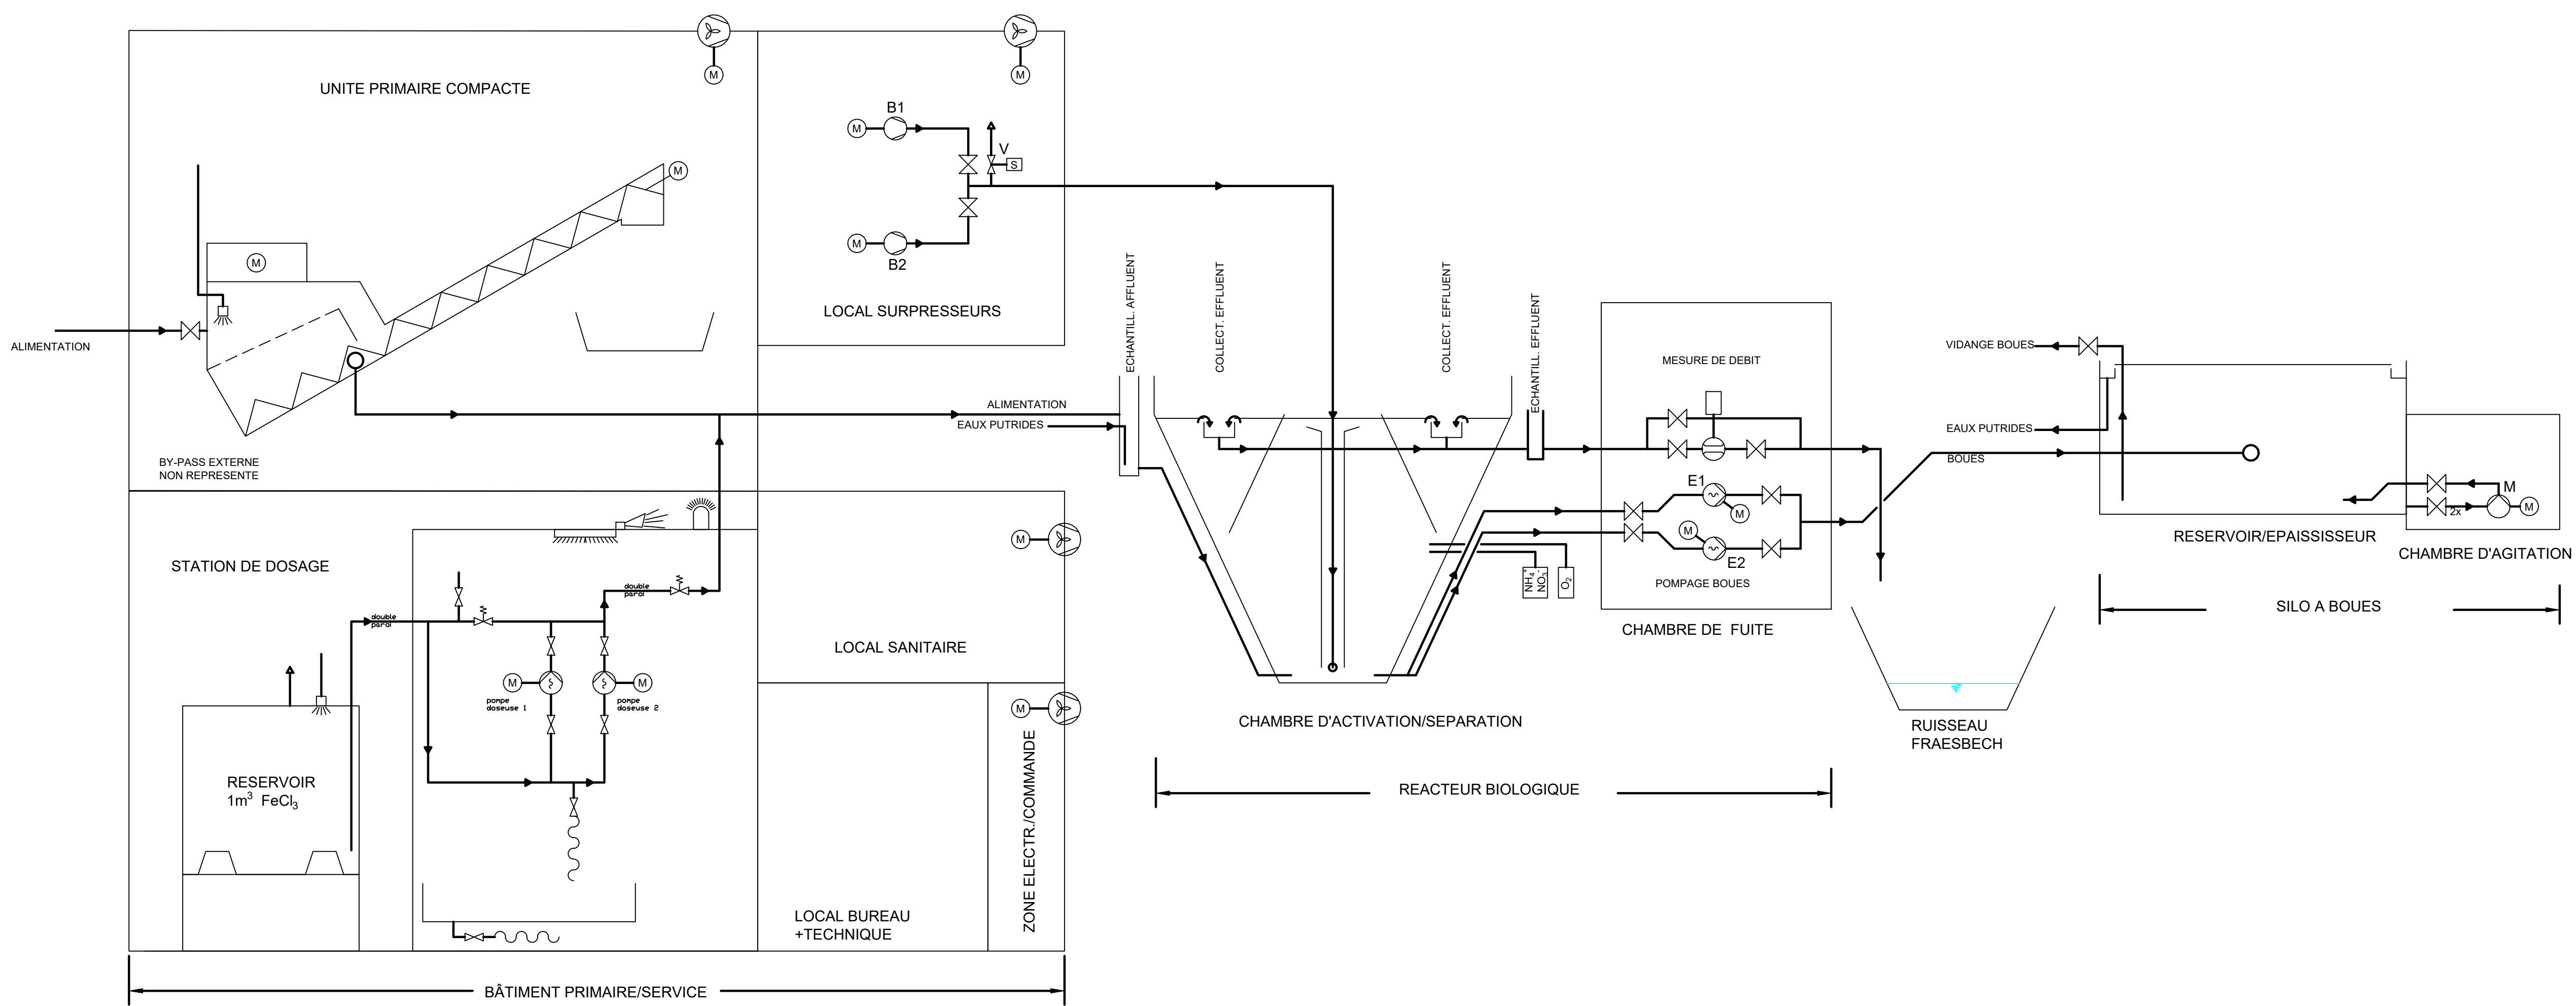 UNITE PRIMAIRE COMPACTE
M
M
M
M
ALIMENTATION
BY-PASS EXTERNE
NON REPRESENTE
B1
M
V
S
M
B2
LOCAL SURPRESSEURS
STATION DE DOSAGE
double
paroi
double
paroi
M
M
pompe
doseuse 1
pompe
doseuse 2
RESERVOIR
1m³ FeCl₃
M
LOCAL SANITAIRE
M
LOCAL BUREAU
+TECHNIQUE
ZONE ELECTR./COMMANDE
BÂTIMENT PRIMAIRE/SERVICE
ALIMENTATION
EAUX PUTRIDES
ECHANTILL. AFFLUENT
COLLECT. EFFLUENT
COLLECT. EFFLUENT
ECHANTILL. EFFLUENT
NH₄⁺
NO₃⁻
O₂
CHAMBRE D'ACTIVATION/SEPARATION
REACTEUR BIOLOGIQUE
MESURE DE DEBIT
E1
M
M
E2
POMPAGE BOUES
CHAMBRE DE FUITE
RUISSEAU
FRAESBECH
VIDANGE BOUES
EAUX PUTRIDES
BOUES
M
2x
M
RESERVOIR/EPAISSISSEUR
CHAMBRE D'AGITATION
SILO A BOUES